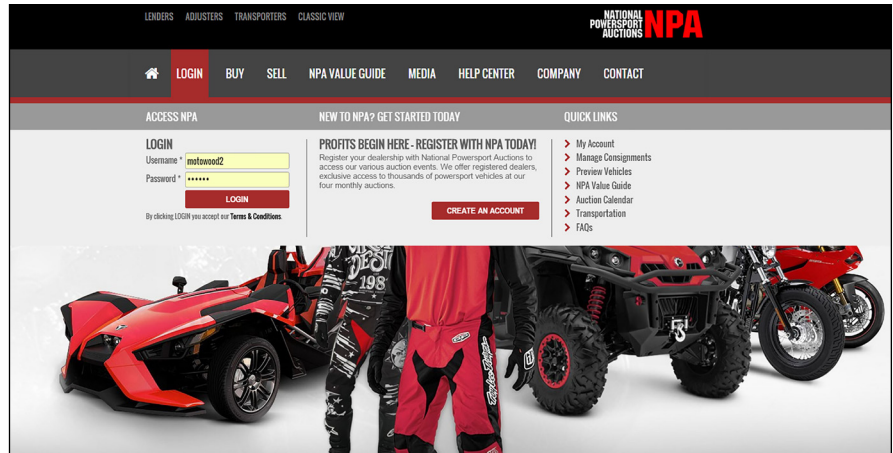 LENDERS ADJUSTERS TRANSPORTERS CLASSIC VIEW
NATIONAL
POWERSPORT
AUCTIONS
NPA
LOGIN BUY SELL NPA VALUE GUIDE MEDIA HELP CENTER COMPANY CONTACT
ACCESS NPA
LOGIN
Username * motowood2
Password * ••••••
LOGIN
By clicking LOGIN you accept our Terms & Conditions.
NEW TO NPA? GET STARTED TODAY
PROFITS BEGIN HERE - REGISTER WITH NPA TODAY!
Register your dealership with National Powersport Auctions to
access our various auction events. We offer registered dealers,
exclusive access to thousands of powersport vehicles at our
four monthly auctions.
CREATE AN ACCOUNT
QUICK LINKS
My Account
Manage Consignments
Preview Vehicles
NPA Value Guide
Auction Calendar
Transportation
FAQs
198